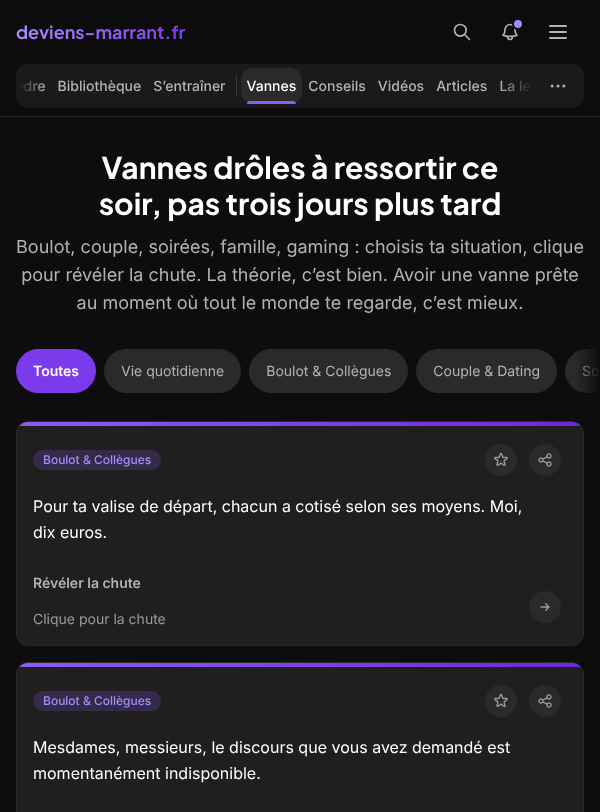 deviens-marrant.fr
Bibliothèque S'entraîner Vannes Conseils Vidéos Articles La
Vannes drôles à ressortir ce
soir, pas trois jours plus tard
Boulot, couple, soirées, famille, gaming : choisis ta situation, clique
pour révéler la chute. La théorie, c'est bien. Avoir une vanne prête
au moment où tout le monde te regarde, c'est mieux.
Toutes Vie quotidienne Boulot & Collègues Couple & Dating
Boulot & Collègues
Pour ta valise de départ, chacun a cotisé selon ses moyens. Moi,
dix euros.
Révéler la chute
Clique pour la chute
Boulot & Collègues
Mesdames, messieurs, le discours que vous avez demandé est
momentanément indisponible.